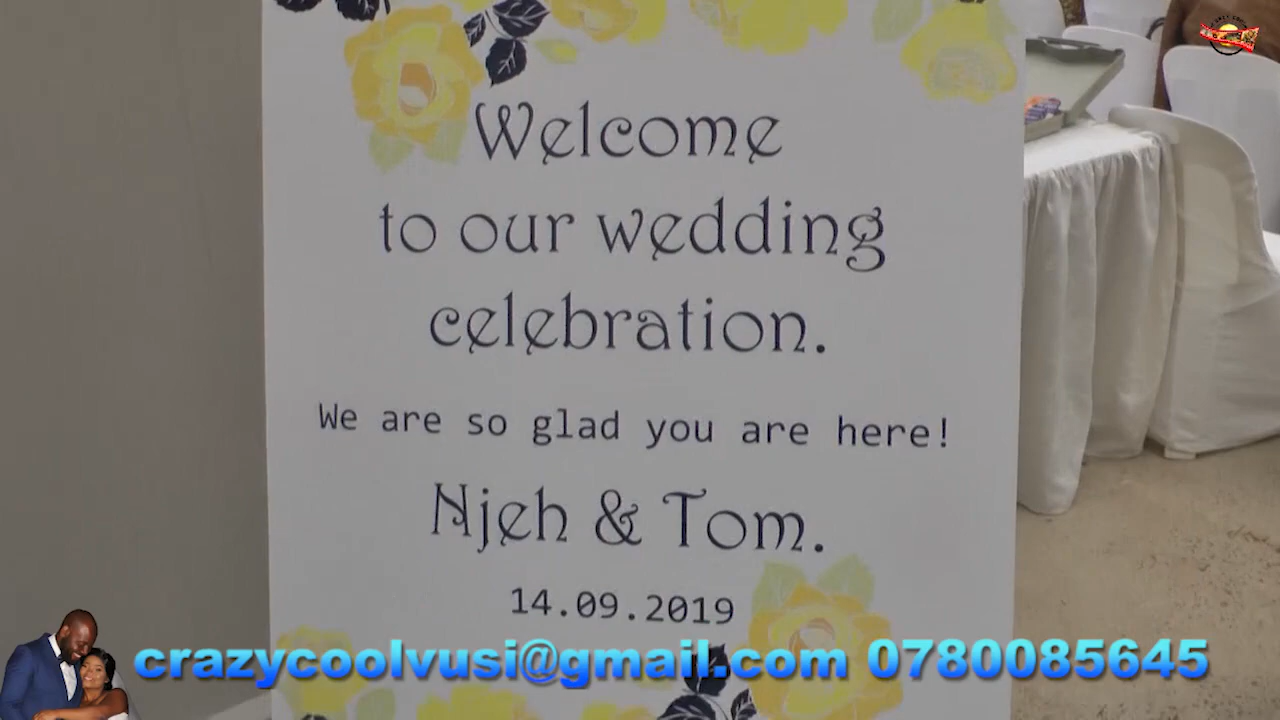 Welcome
to our wedding
celebration.
We are so glad you are here!
Njeh & Tom.
14.09.2019
crazycoolvusi@gmail.com 0780085645